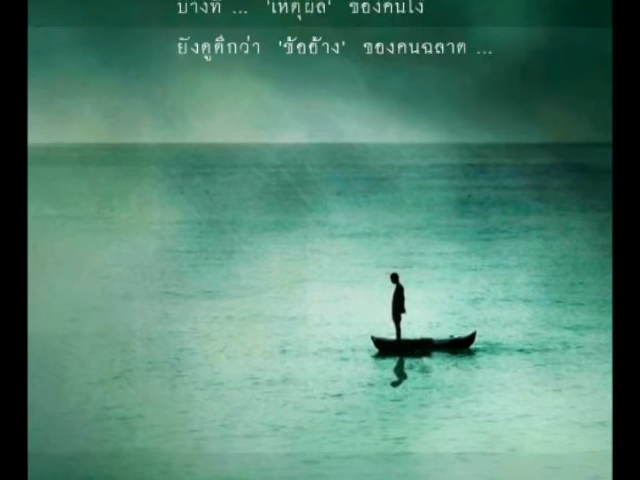 บางที ... 'เหตุผล' ของคนโง่
ยังดูดีกว่า 'ข้ออ้าง' ของคนฉลาด ...